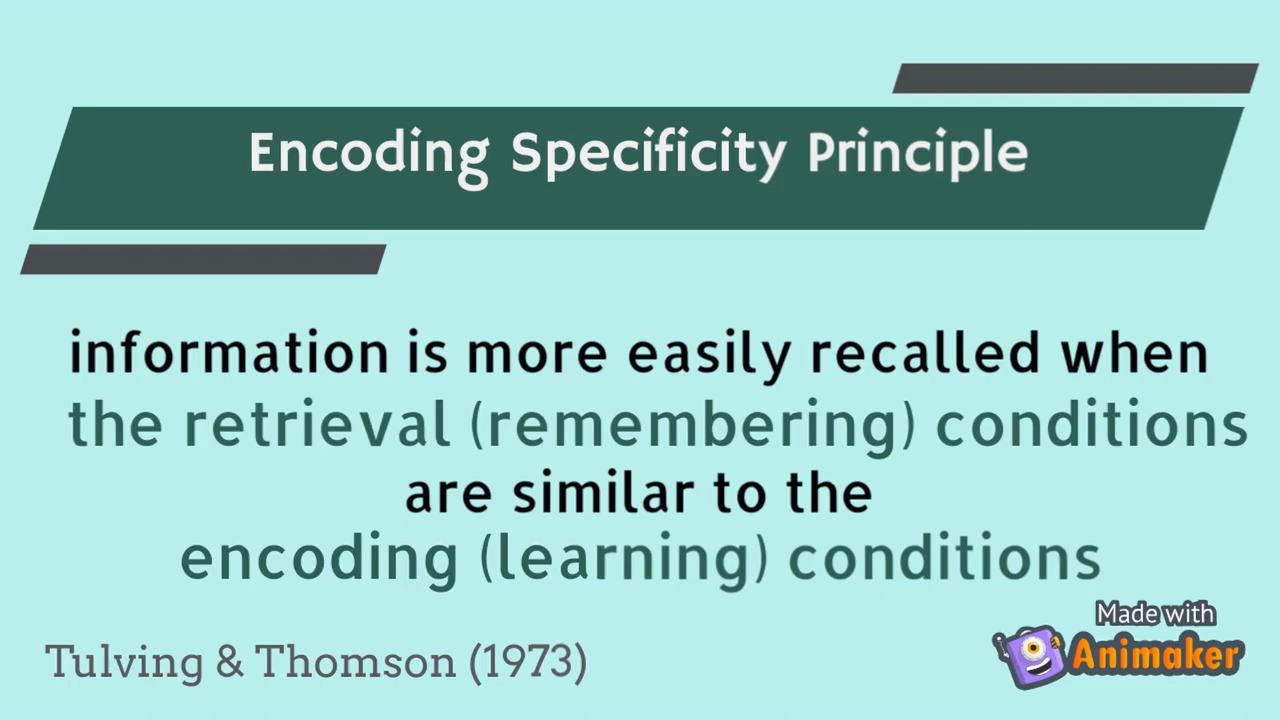 Encoding Specificity Principle
information is more easily recalled when
the retrieval (remembering) conditions
are similar to the
encoding (learning) conditions
Tulving & Thomson (1973)
Made with
Animaker